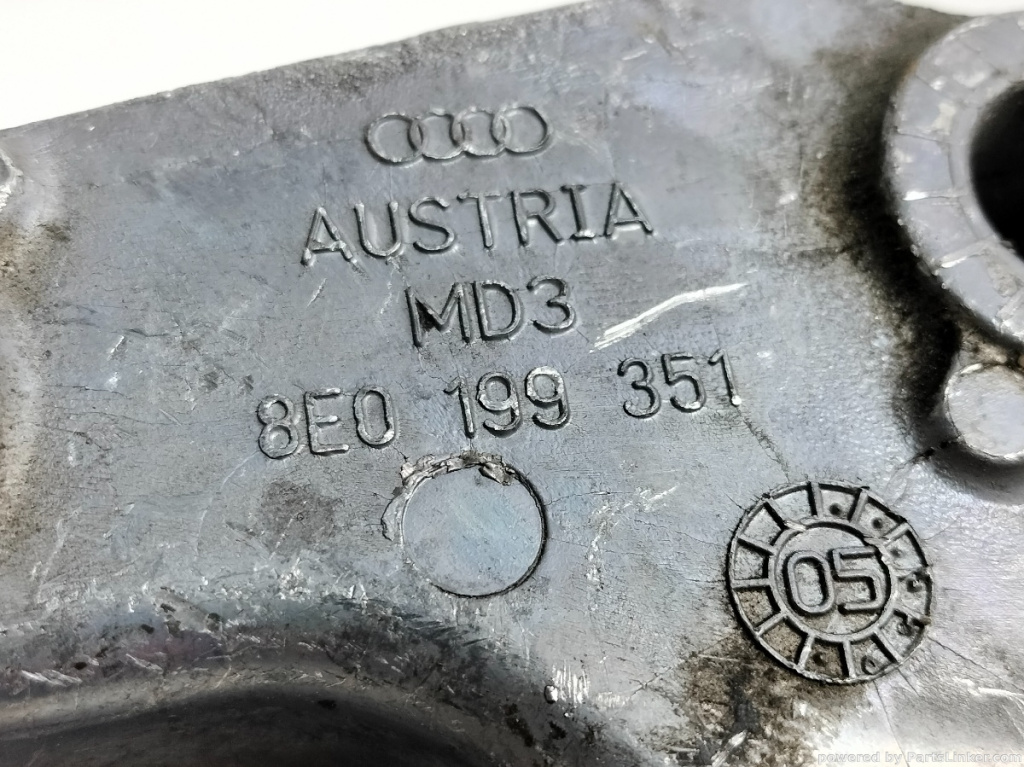 AUSTRIA
MD3
8E0 199 351
05
powered by PartsLinker.com